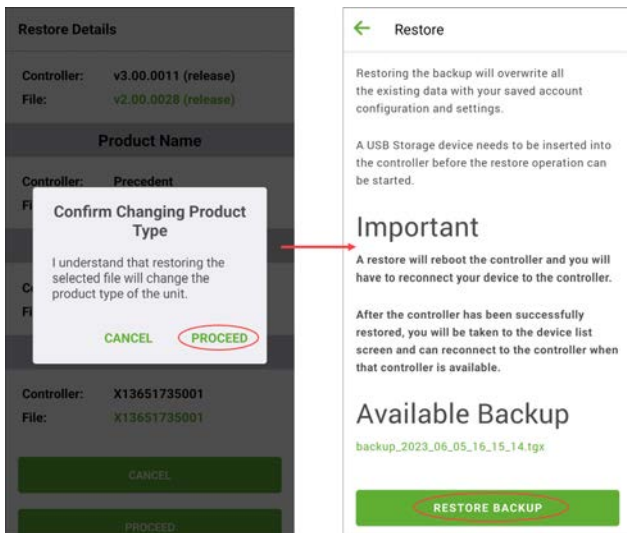 Restore Details
Controller: v3.00.0011 (release)
File: v2.00.0028 (release)
Product Name
Controller: Precedent
Confirm Changing Product
Type
I understand that restoring the
selected file will change the
product type of the unit.
CANCEL PROCEED
Controller: X13651735001
File: X13651735001
CANCEL
PROCEED
Restore
Restoring the backup will overwrite all
the existing data with your saved account
configuration and settings.
A USB Storage device needs to be inserted into
the controller before the restore operation can
be started.
Important
A restore will reboot the controller and you will
have to reconnect your device to the controller.
After the controller has been successfully
restored, you will be taken to the device list
screen and can reconnect to the controller when
that controller is available.
Available Backup
backup_2023_06_05_16_15_14.tgx
RESTORE BACKUP